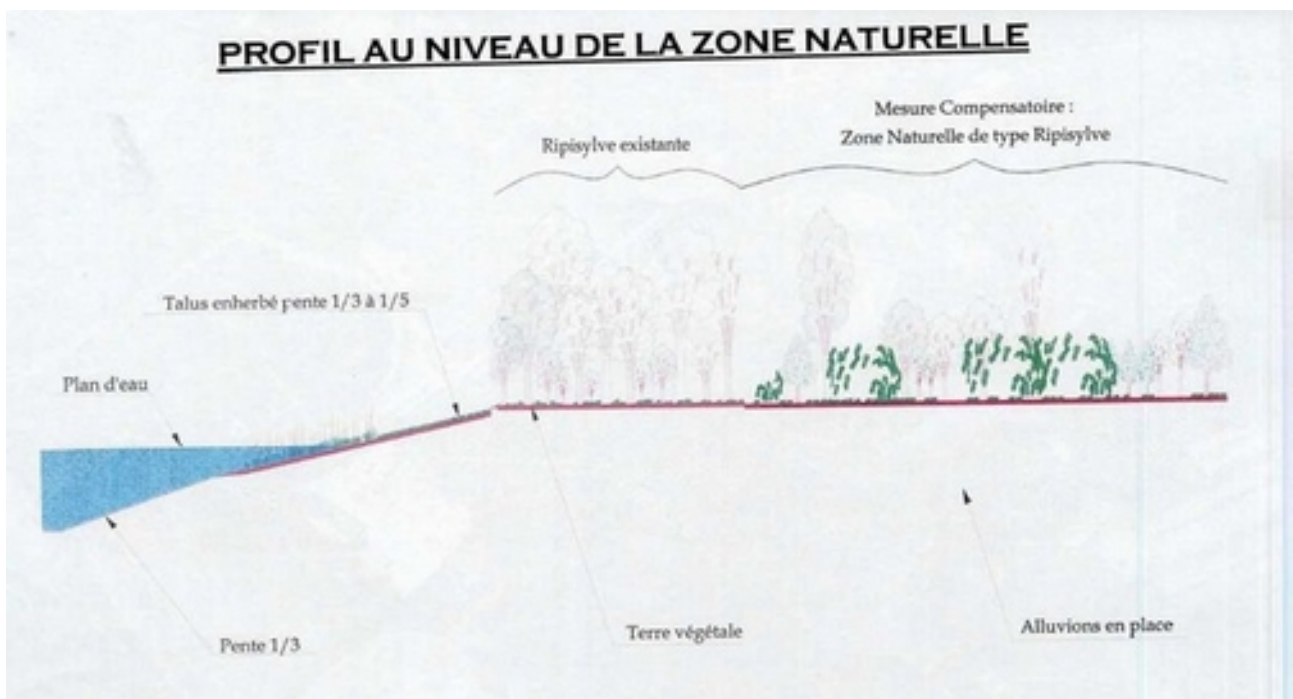 PROFIL AU NIVEAU DE LA ZONE NATURELLE
Mesure Compensatoire :
Zone Naturelle de type Ripisylve
Ripisylve existante
Talus enherbé pente 1/3 à 1/5
Plan d'eau
Pente 1/3
Terre végétale
Alluvions en place